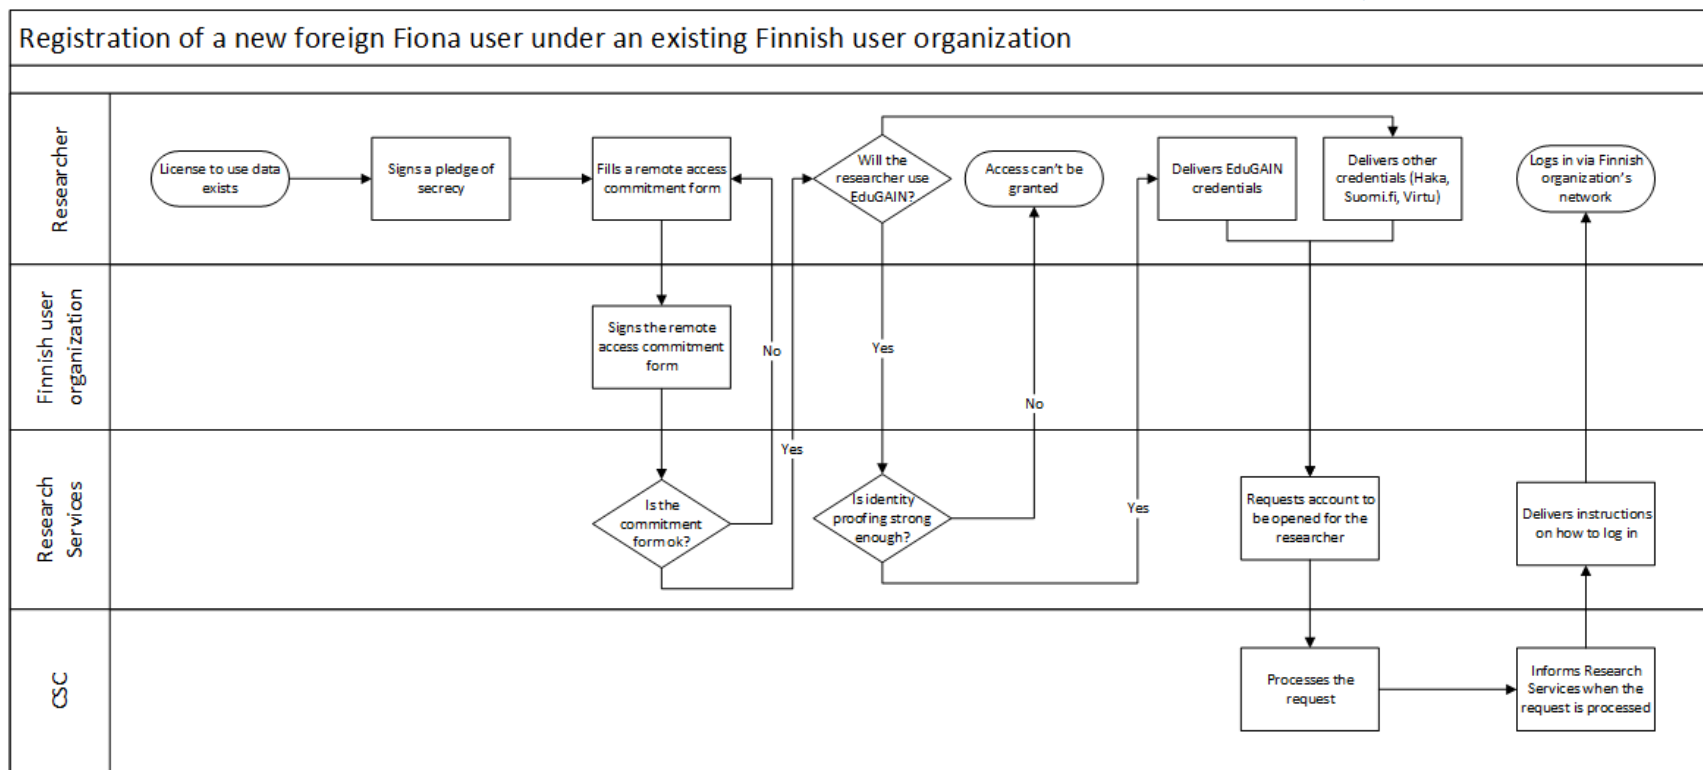 Registration of a new foreign Fiona user under an existing Finnish user organization
Researcher
License to use data
exists
Signs a pledge of
secrecy
Fills a remote access
commitment form
Will the
researcher use
EduGAIN?
Access can't be
granted
Delivers EduGAIN
credentials
Delivers other
credentials (Haka,
Suomi.fi, Virtu)
Logs in via Finnish
organization's
network
Finnish user
organization
Signs the remote
access commitment
form
No
Yes
No
Research
Services
Is the
commitment
form ok?
Yes
Is identity
proofing strong
enough?
Yes
Requests account to
be opened for the
researcher
Delivers instructions
on how to log in
CSC
Processes the
request
Informs Research
Services when the
request is processed